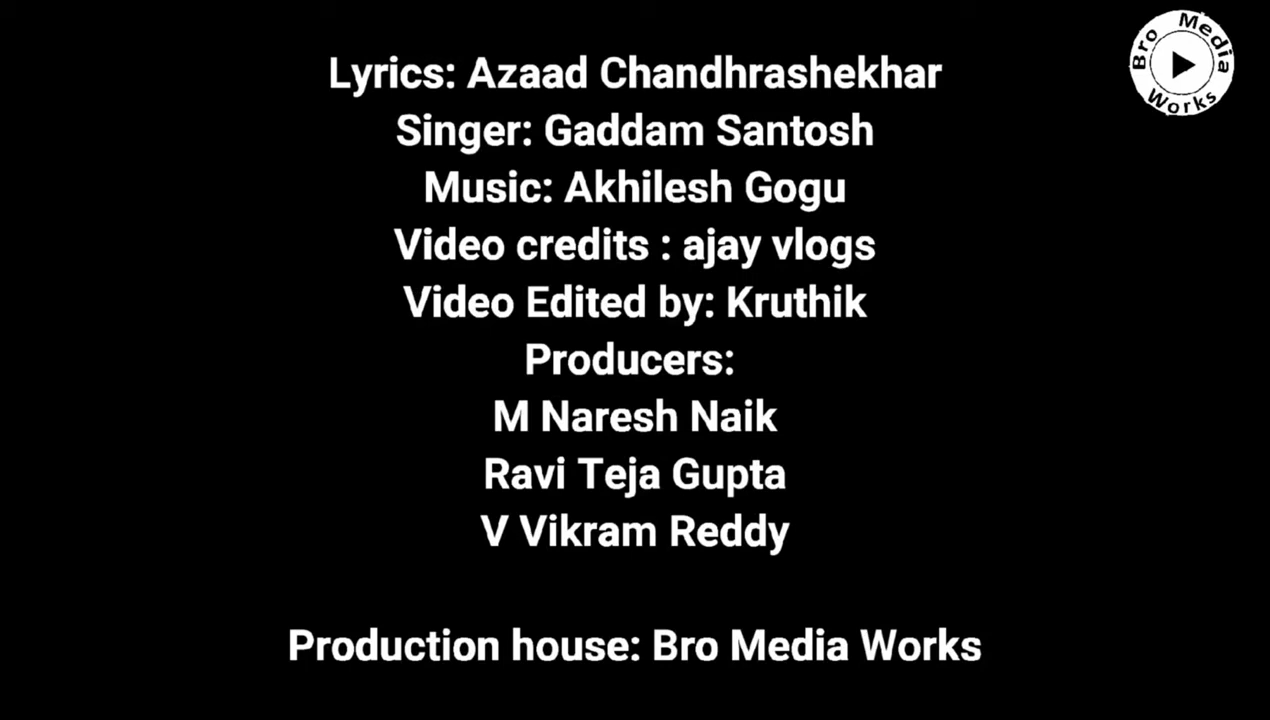 Lyrics: Azaad Chandhrashekhar
Singer: Gaddam Santosh
Music: Akhilesh Gogu
Video credits : ajay vlogs
Video Edited by: Kruthik
Producers:
M Naresh Naik
Ravi Teja Gupta
V Vikram Reddy
Production house: Bro Media Works
Bro Media Works